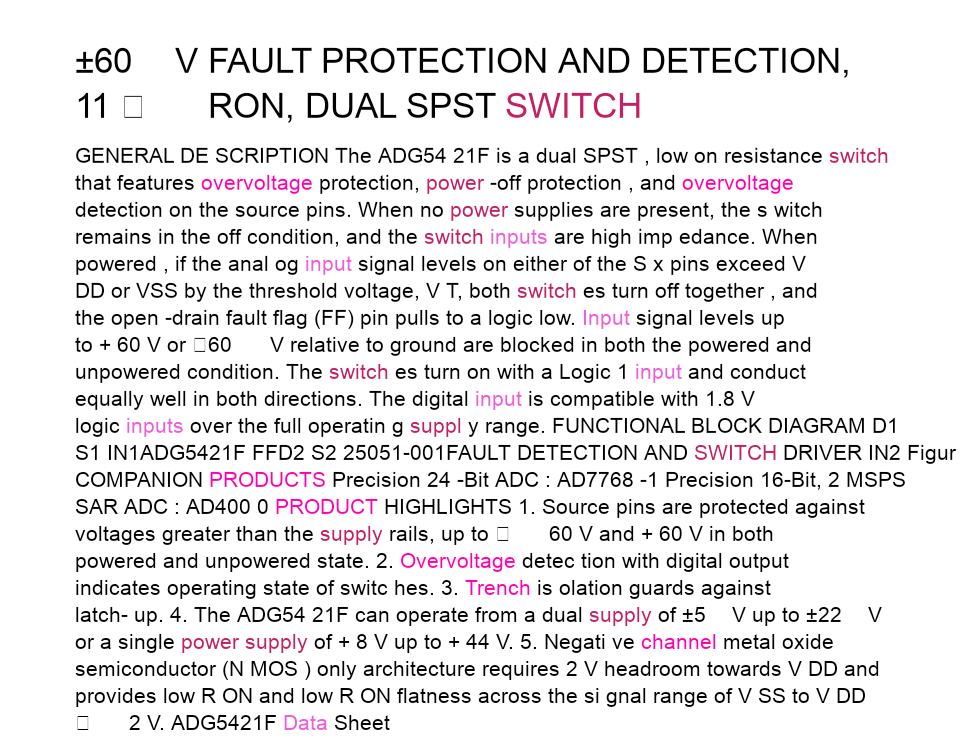 ±60 V FAULT PROTECTION AND DETECTION,
11 □ RON, DUAL SPST SWITCH
GENERAL DE SCRIPTION The ADG54 21F is a dual SPST , low on resistance switch
that features overvoltage protection, power -off protection , and overvoltage
detection on the source pins. When no power supplies are present, the s witch
remains in the off condition, and the switch inputs are high imp edance. When
powered , if the anal og input signal levels on either of the S x pins exceed V
DD or VSS by the threshold voltage, V T, both switch es turn off together , and
the open -drain fault flag (FF) pin pulls to a logic low. Input signal levels up
to + 60 V or □60 V relative to ground are blocked in both the powered and
unpowered condition. The switch es turn on with a Logic 1 input and conduct
equally well in both directions. The digital input is compatible with 1.8 V
logic inputs over the full operatin g suppl y range. FUNCTIONAL BLOCK DIAGRAM D1
S1 IN1ADG5421F FFD2 S2 25051-001FAULT DETECTION AND SWITCH DRIVER IN2 Figur
COMPANION PRODUCTS Precision 24 -Bit ADC : AD7768 -1 Precision 16-Bit, 2 MSPS
SAR ADC : AD400 0 PRODUCT HIGHLIGHTS 1. Source pins are protected against
voltages greater than the supply rails, up to □ 60 V and + 60 V in both
powered and unpowered state. 2. Overvoltage detec tion with digital output
indicates operating state of switc hes. 3. Trench is olation guards against
latch- up. 4. The ADG54 21F can operate from a dual supply of ±5 V up to ±22 V
or a single power supply of + 8 V up to + 44 V. 5. Negati ve channel metal oxide
semiconductor (N MOS ) only architecture requires 2 V headroom towards V DD and
provides low R ON and low R ON flatness across the si gnal range of V SS to V DD
□ 2 V. ADG5421F Data Sheet